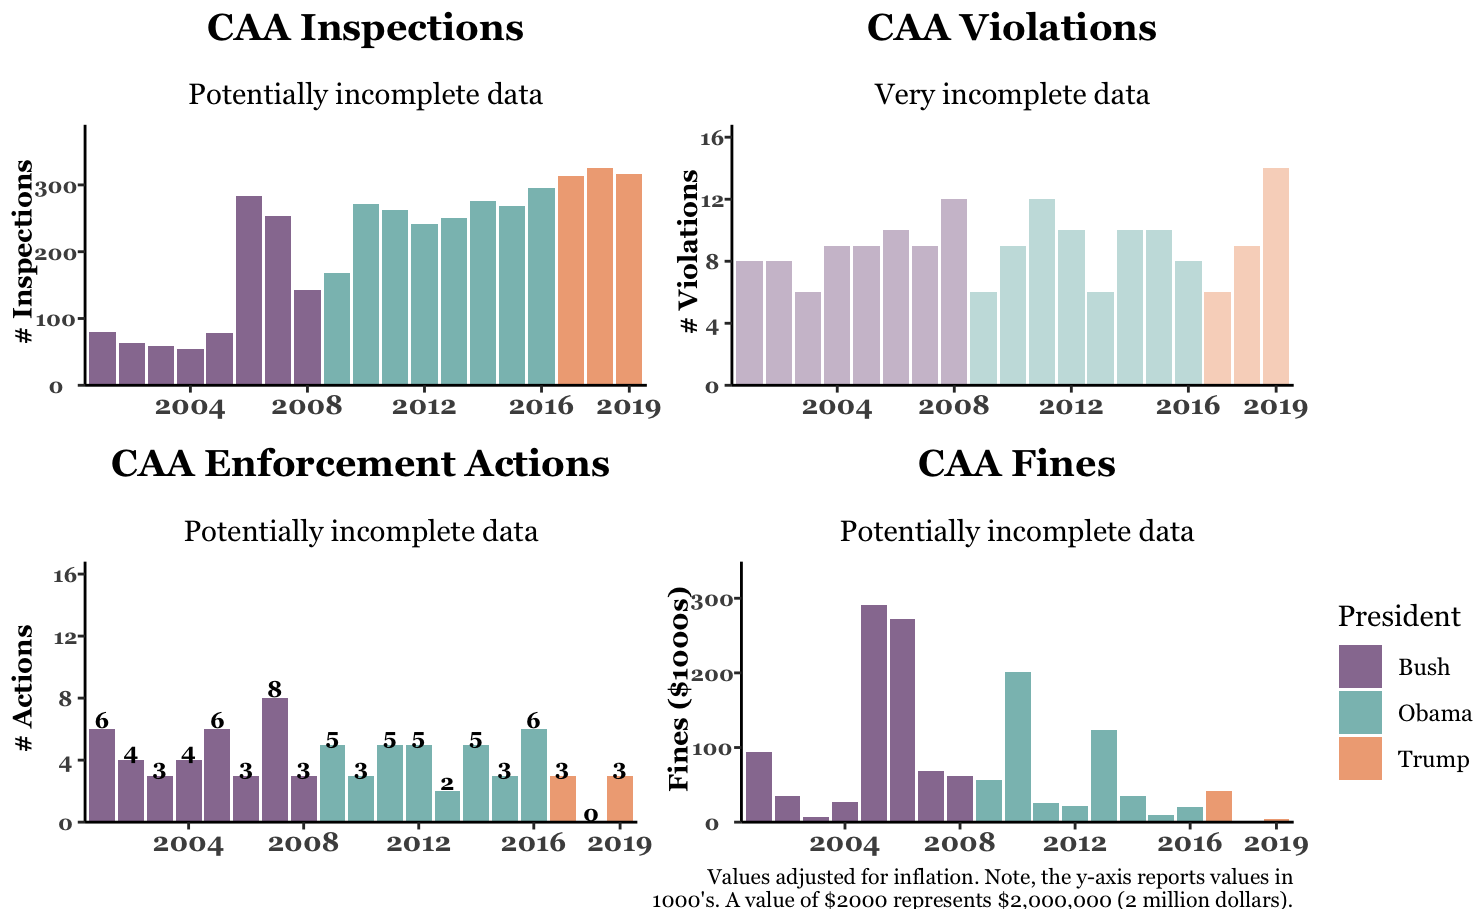 CAA Inspections
Potentially incomplete data
# Inspections
300
200
100
0
2004 2008 2012 2016 2019
CAA Violations
Very incomplete data
# Violations
16
12
8
4
0
2004 2008 2012 2016 2019
CAA Enforcement Actions
Potentially incomplete data
# Actions
16
12
8
4
0
6 4 3 4 6 3 8 3 5 3 5 5 2 5 3 6 3 0 3
2004 2008 2012 2016 2019
CAA Fines
Potentially incomplete data
Fines ($1000s)
300
200
100
0
2004 2008 2012 2016 2019
President
Bush
Obama
Trump
Values adjusted for inflation. Note, the y-axis reports values in
1000's. A value of $2000 represents $2,000,000 (2 million dollars).